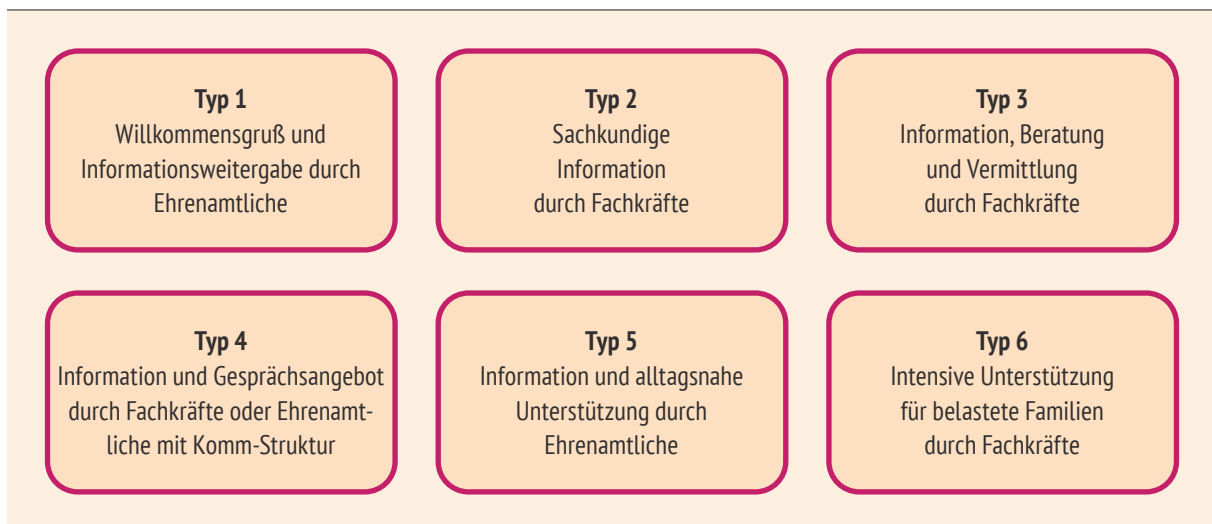 Typ 1
Willkommensgruß und
Informationsweitergabe durch
Ehrenamtliche
Typ 2
Sachkundige
Information
durch Fachkräfte
Typ 3
Information, Beratung
und Vermittlung
durch Fachkräfte
Typ 4
Information und Gesprächsangebot
durch Fachkräfte oder Ehrenamt-
liche mit Komm-Struktur
Typ 5
Information und alltagsnahe
Unterstützung durch
Ehrenamtliche
Typ 6
Intensive Unterstützung
für belastete Familien
durch Fachkräfte